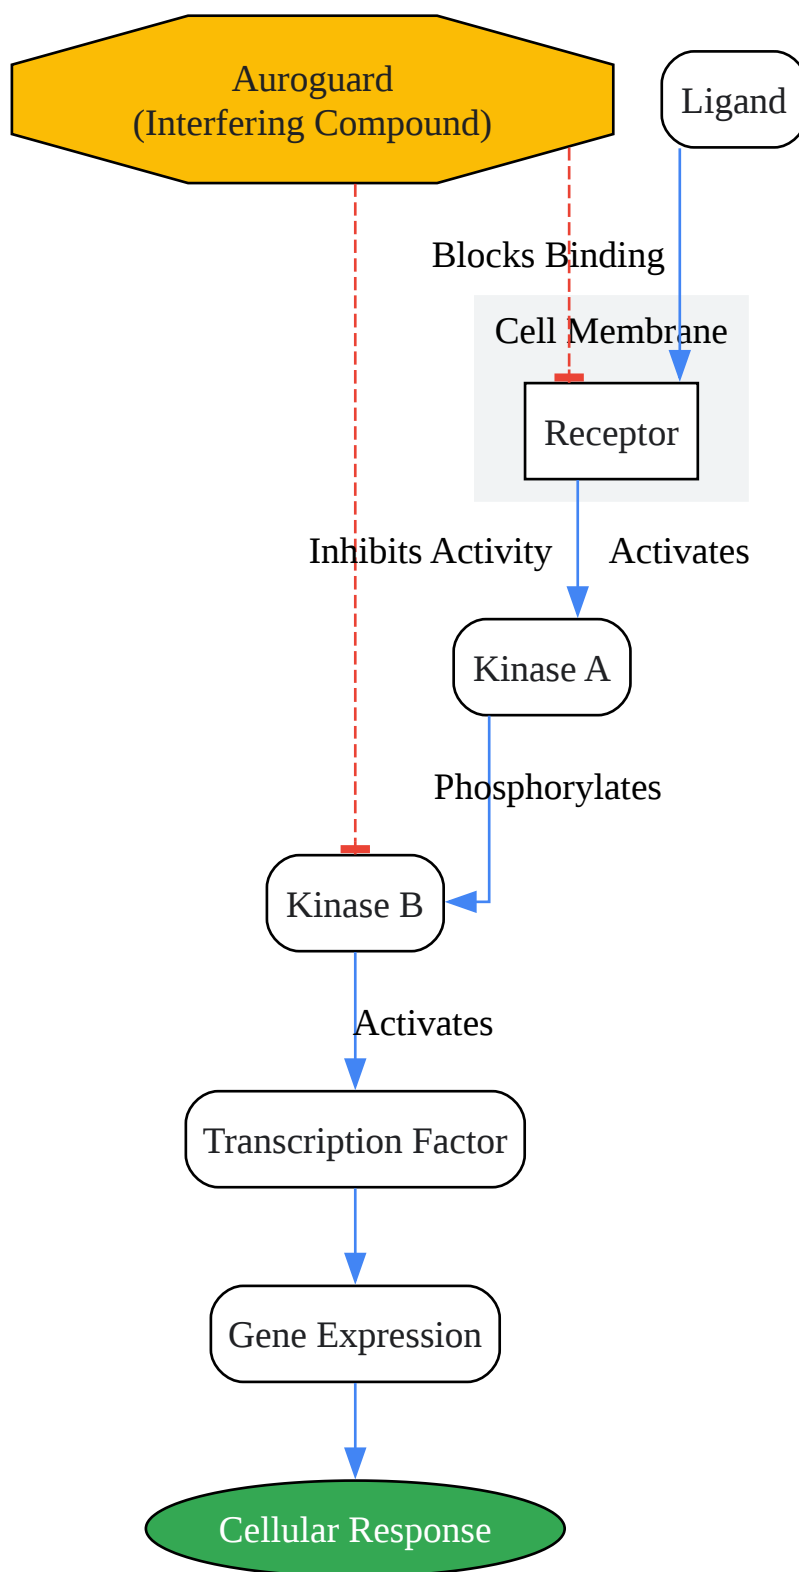 Auroguard
(Interfering Compound)
Ligand
Blocks Binding
Cell Membrane
Receptor
Inhibits Activity
Activates
Kinase A
Phosphorylates
Kinase B
Activates
Transcription Factor
Gene Expression
Cellular Response